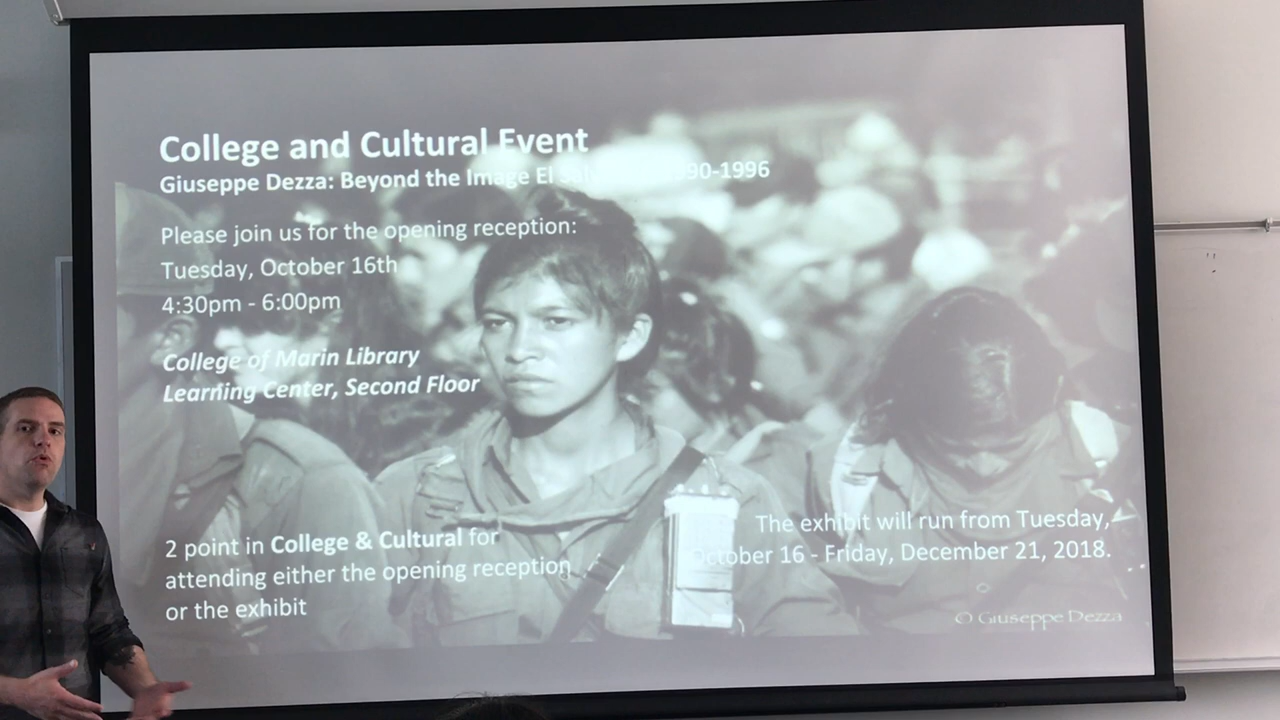 College and Cultural Event
Giuseppe Dezza: Beyond the Image El 90-1996
Please join us for the opening reception:
Tuesday, October 16th
4:30pm - 6:00pm
College of Marin Library
Learning Center, Second Floor
2 point in College & Cultural for
attending either the opening reception
or the exhibit
The exhibit will run from Tuesday,
October 16 - Friday, December 21, 2018.
© Giuseppe Dezza